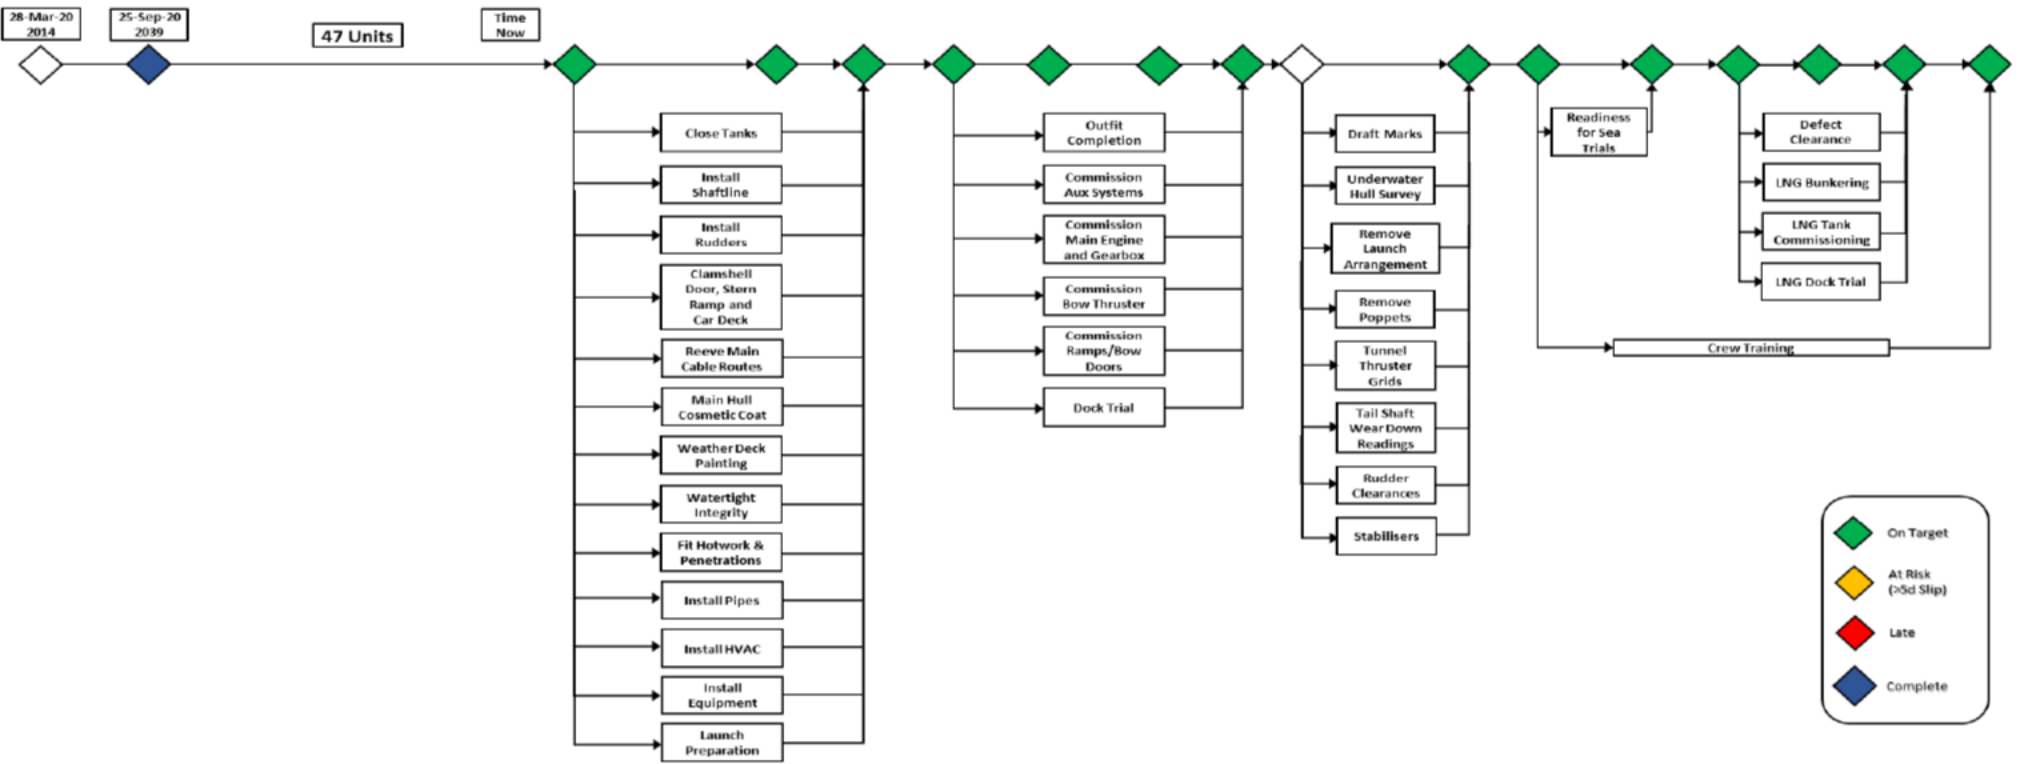 28-Mar-20
2014
25-Sep-20
2039
47 Units
Time
Now
Close Tanks
Install
Shaftline
Install
Rudders
Clamshell
Door, Stern
Ramp and
Car Deck
Reeve Main
Cable Routes
Main Hull
Cosmetic Coat
Weather Deck
Painting
Watertight
Integrity
Fit Hotwork &
Penetrations
Install Pipes
Install HVAC
Install
Equipment
Launch
Preparation
Outfit
Completion
Commission
Aux Systems
Commission
Main Engine
and Gearbox
Commission
Bow Thruster
Commission
Ramps/Bow
Doors
Dock Trial
Draft Marks
Underwater
Hull Survey
Remove
Launch
Arrangement
Remove
Poppets
Tunnel
Thruster
Grids
Tail Shaft
Wear Down
Readings
Rudder
Clearances
Stabilisers
Readiness
for Sea
Trials
Defect
Clearance
LNG Bunkering
LNG Tank
Commissioning
LNG Dock Trial
Crew Training
On Target
At Risk
(>5d Slip)
Late
Complete